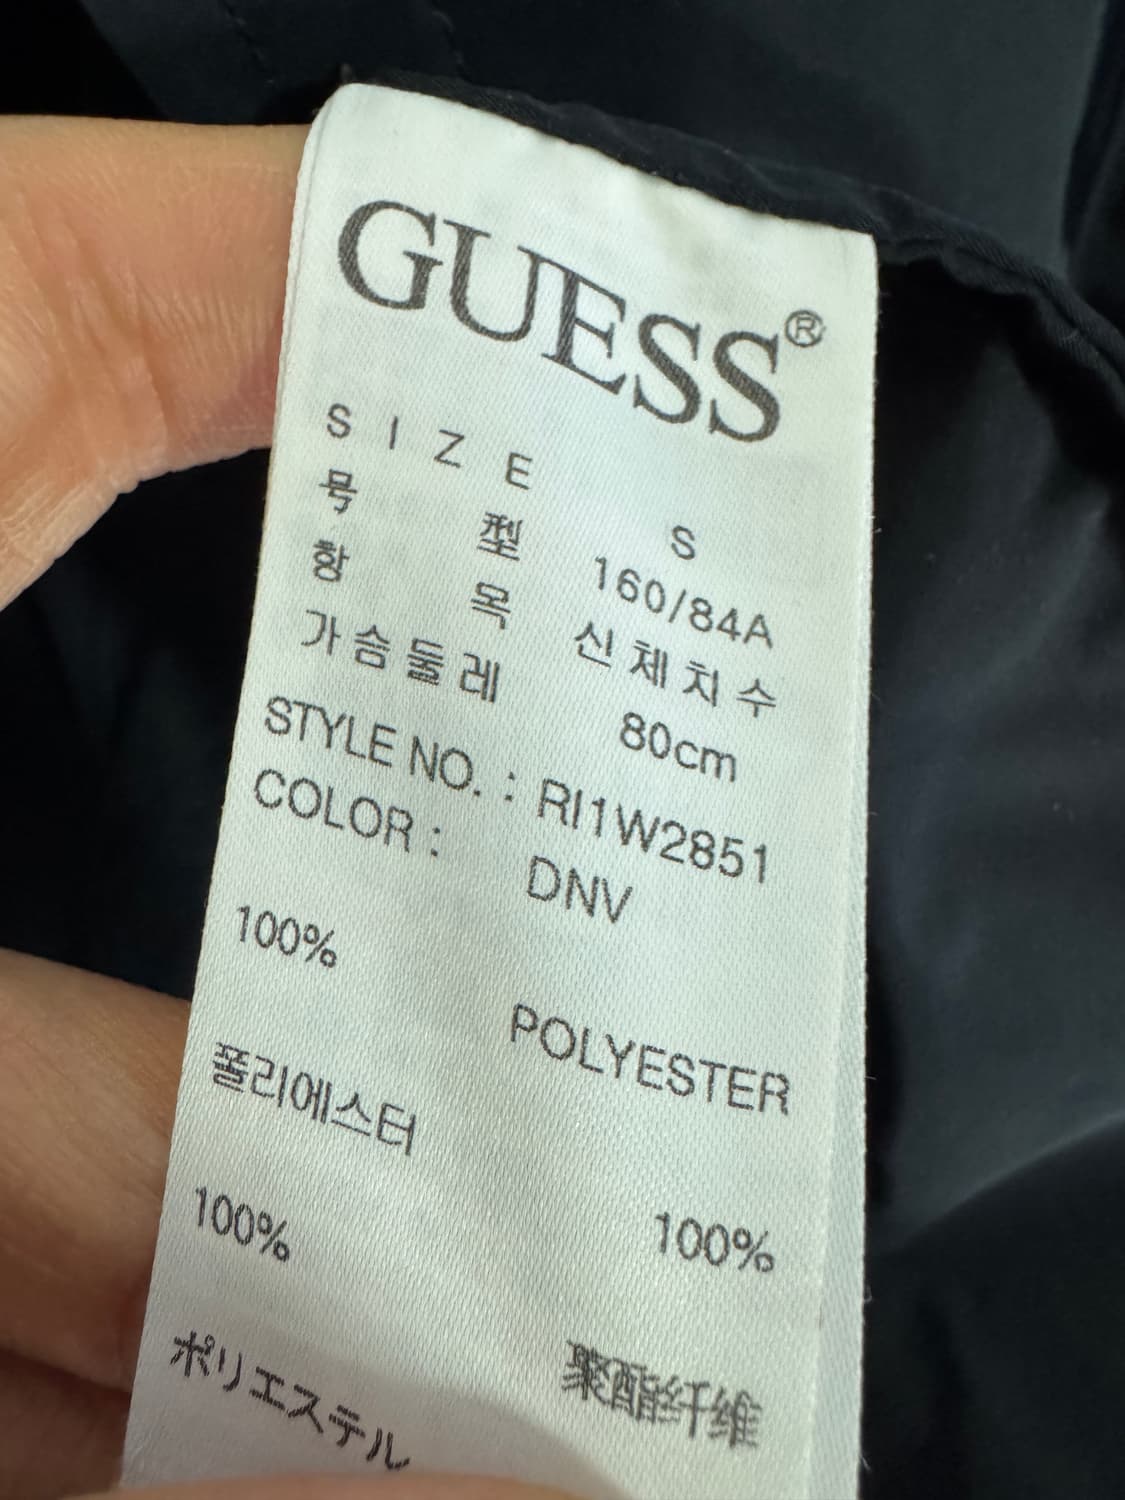 GUESS®
SIZE S
号型 160/84A
항목 신체치수
가슴둘레 80cm
STYLE NO. : RI1W2851
COLOR : DNV
100%
POLYESTER
폴리에스터
100% 100%
ポリエステル 聚酯纤维